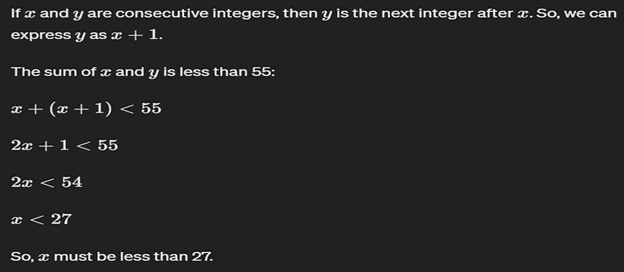 If x and y are consecutive integers, then y is the next integer after x. So, we can
express y as x + 1.
The sum of x and y is less than 55:
x + (x + 1) < 55
2x + 1 < 55
2x < 54
x < 27
So, x must be less than 27.